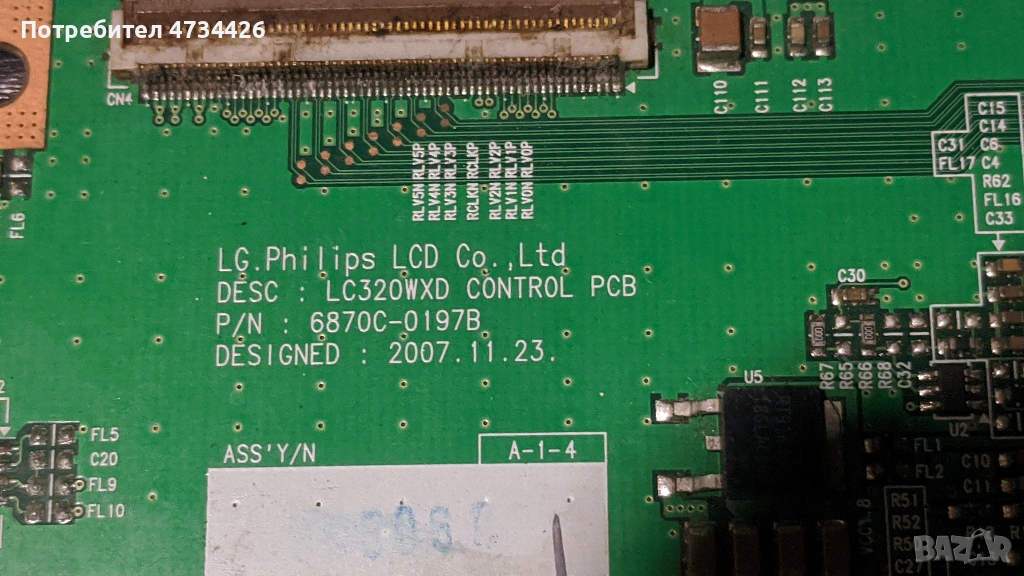 Потребител 4734426
CN4
C110
C111
C112
C113
C15
C14
C31
C6
FL17
C4
R62
FL16
C33
RLV5N RLV5P
RLV4N RLV4P
RLV3N RLV3P
RCLKN RCLKP
RLV2N RLV2P
RLV1N RLV1P
RLV0N RLV0P
FL6
LG.Philips LCD Co.,Ltd
DESC : LC320WXD CONTROL PCB
P/N : 6870C-0197B
DESIGNED : 2007.11.23.
C30
R67
R65
R66
R68
C32
U5
U2
FL5
C20
FL9
FL10
ASS'Y/N
A-1-4
FL1
FL2
C10
C11
R51
R52
C27
BAZAR